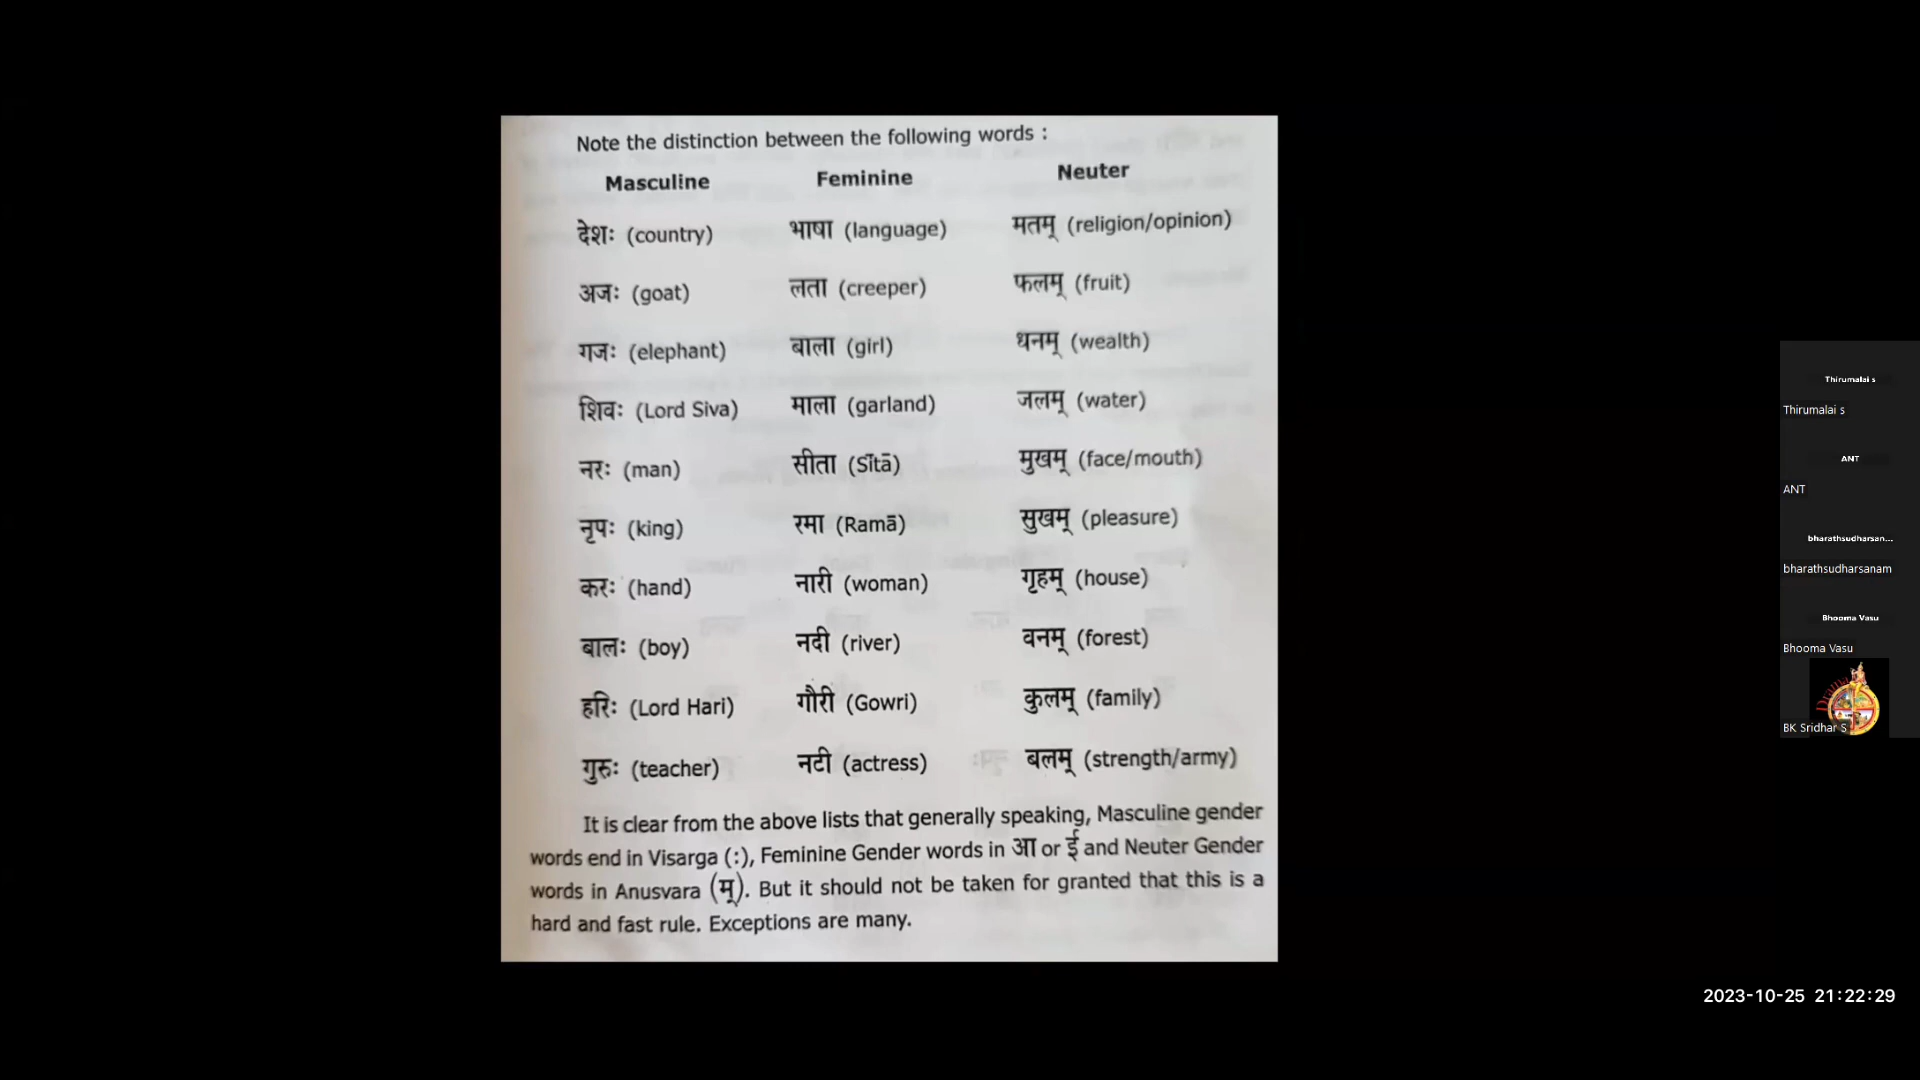 Note the distinction between the following words :
Masculine Feminine Neuter
देशः (country) भाषा (language) मतम् (religion/opinion)
अजः (goat) लता (creeper) फलम् (fruit)
गजः (elephant) बाला (girl) धनम् (wealth)
शिवः (Lord Siva) माला (garland) जलम् (water)
नरः (man) सीता (Sītā) मुखम् (face/mouth)
नृपः (king) रमा (Ramā) सुखम् (pleasure)
करः (hand) नारी (woman) गृहम् (house)
बालः (boy) नदी (river) वनम् (forest)
हरिः (Lord Hari) गौरी (Gowri) कुलम् (family)
गुरुः (teacher) नटी (actress) बलम् (strength/army)
It is clear from the above lists that generally speaking, Masculine gender
words end in Visarga (:), Feminine Gender words in आ or ई and Neuter Gender
words in Anusvara (म्). But it should not be taken for granted that this is a
hard and fast rule. Exceptions are many.
Thirumalai s
Thirumalai s
ANT
ANT
bharathsudharsan...
bharathsudharsanam
Bhooma Vasu
Bhooma Vasu
BK Sridhar S
2023-10-25 21:22:29